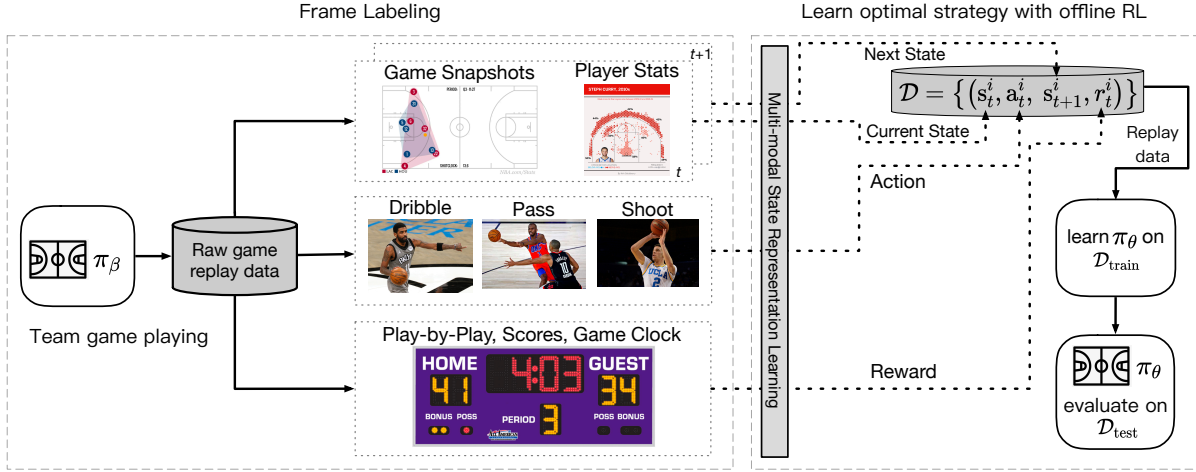 Frame Labeling
Learn optimal strategy with offline RL
t+1
Game Snapshots
Player Stats
t
Dribble
Pass
Shoot
Raw game
replay data
π_β
Team game playing
Play-by-Play, Scores, Game Clock
HOME
4:03
GUEST
41
34
BONUS POSS
PERIOD
3
POSS BONUS
Multi-modal State Representation Learning
Next State
𝒟 = {(s_t^i, a_t^i, s_{t+1}^i, r_t^i)}
Current State
Replay
data
Action
learn π_θ on
𝒟_train
Reward
π_θ
evaluate on
𝒟_test